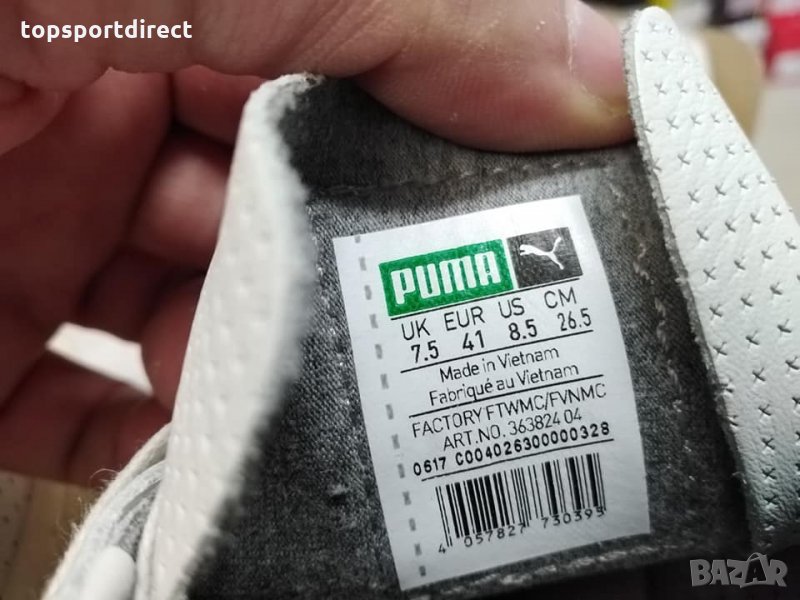 topsportdirect
PUMA
UK EUR US CM
7.5 41 8.5 26.5
Made in Vietnam
Fabriqué au Vietnam
FACTORY FTWMC/FVNMC
ART.NO. 363824 04
0617 C004026300000328
4 057827 730395
BAZAR